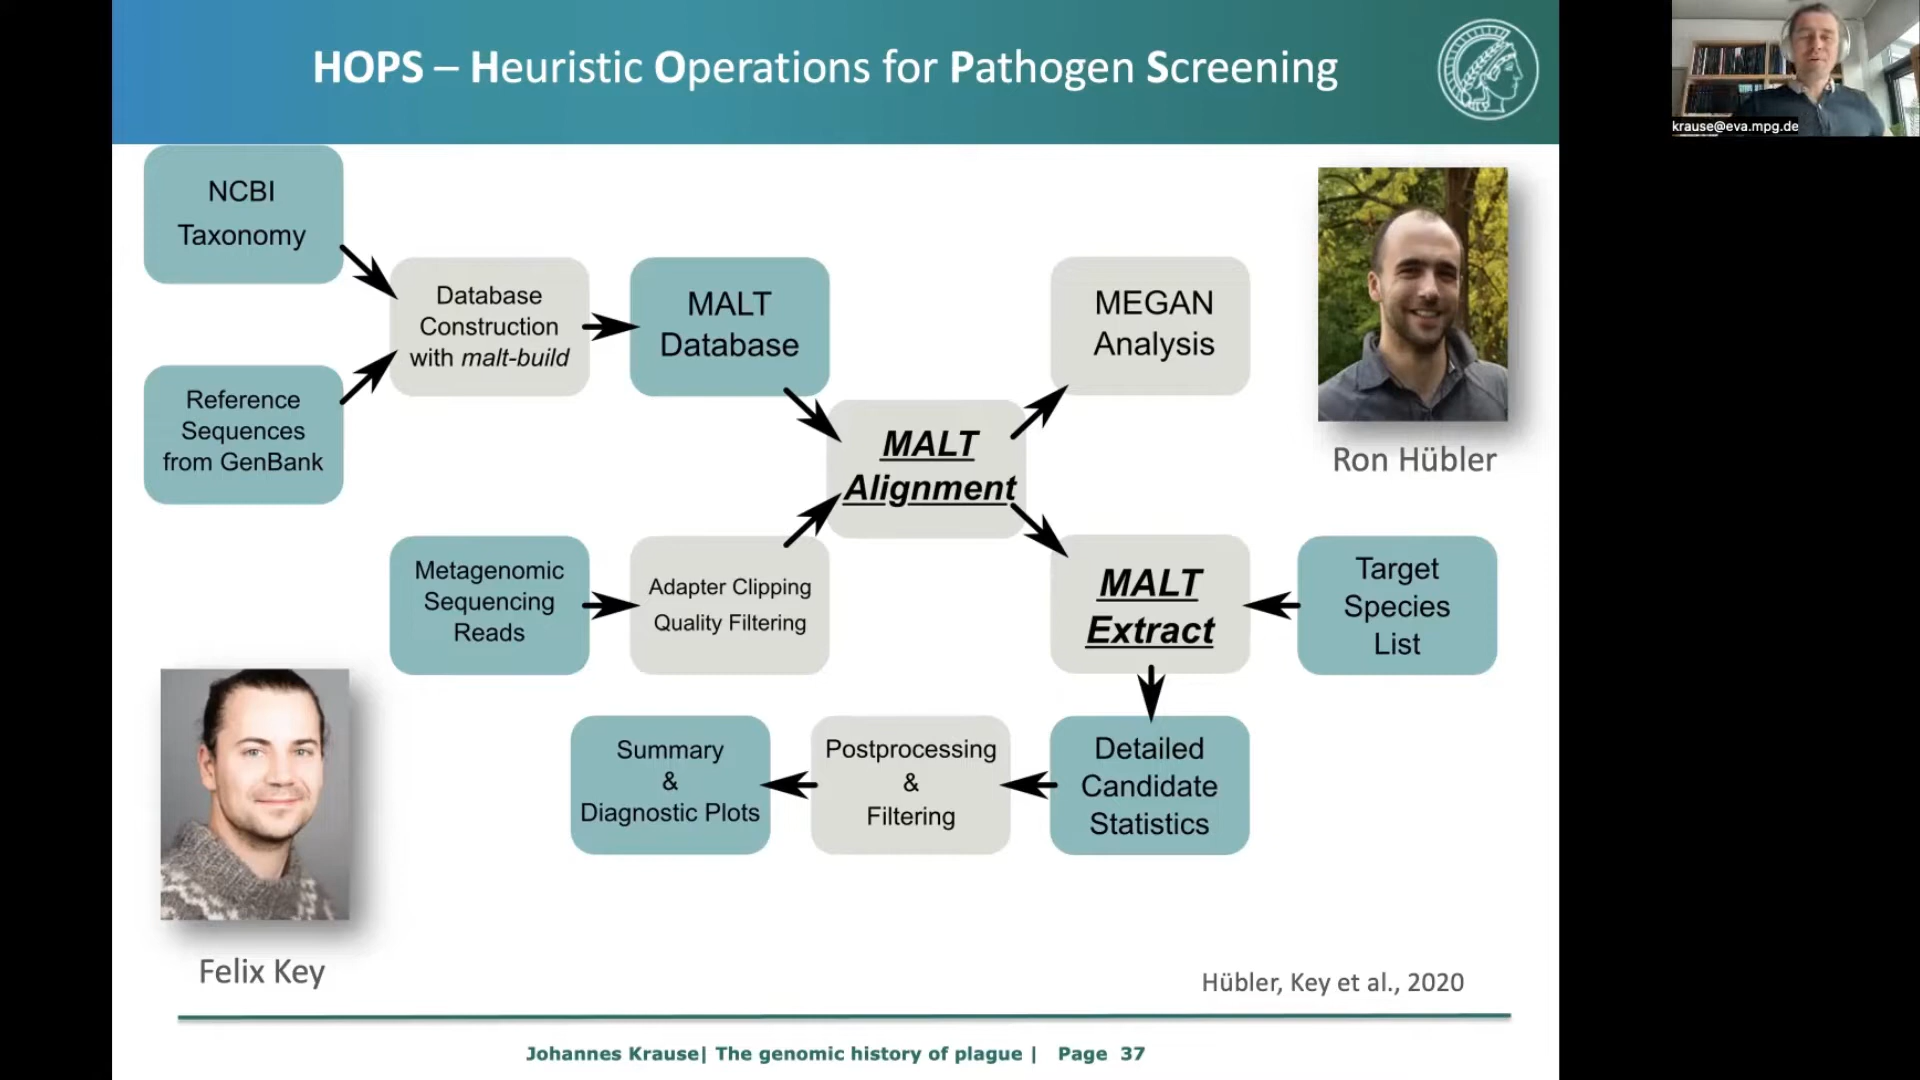 HOPS – Heuristic Operations for Pathogen Screening
krause@eva.mpg.de
NCBI
Taxonomy
Reference
Sequences
from GenBank
Database
Construction
with malt-build
MALT
Database
MEGAN
Analysis
MALT
Alignment
Metagenomic
Sequencing
Reads
Adapter Clipping
Quality Filtering
MALT
Extract
Target
Species
List
Summary
&
Diagnostic Plots
Postprocessing
&
Filtering
Detailed
Candidate
Statistics
Ron Hübler
Felix Key
Hübler, Key et al., 2020
Johannes Krause| The genomic history of plague | Page 37